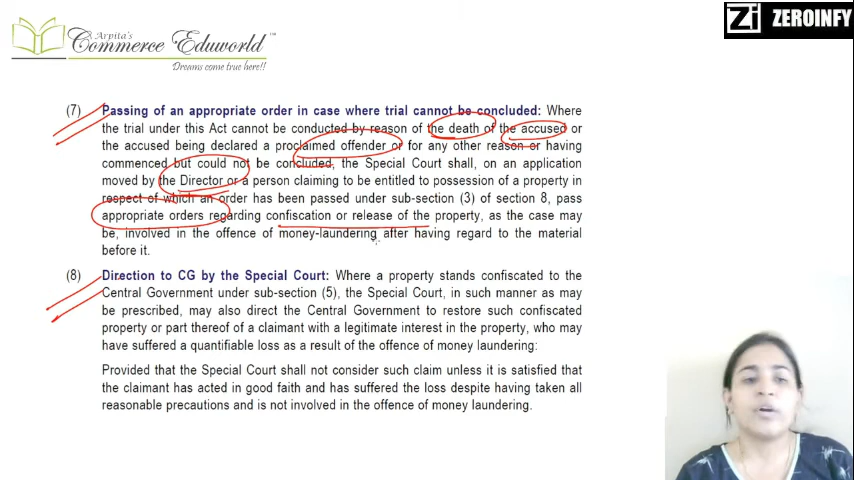 Arpita's
Commerce Eduworld
Dreams come true here!!
Zi ZEROINFY
(7) Passing of an appropriate order in case where trial cannot be concluded: Where
the trial under this Act cannot be conducted by reason of the death of the accused or
the accused being declared a proclaimed offender or for any other reason or having
commenced but could not be concluded, the Special Court shall, on an application
moved by the Director or a person claiming to be entitled to possession of a property in
respect of which an order has been passed under sub-section (3) of section 8, pass
appropriate orders regarding confiscation or release of the property, as the case may
be, involved in the offence of money-laundering after having regard to the material
before it.
(8) Direction to CG by the Special Court: Where a property stands confiscated to the
Central Government under sub-section (5), the Special Court, in such manner as may
be prescribed, may also direct the Central Government to restore such confiscated
property or part thereof of a claimant with a legitimate interest in the property, who may
have suffered a quantifiable loss as a result of the offence of money laundering:
Provided that the Special Court shall not consider such claim unless it is satisfied that
the claimant has acted in good faith and has suffered the loss despite having taken all
reasonable precautions and is not involved in the offence of money laundering.